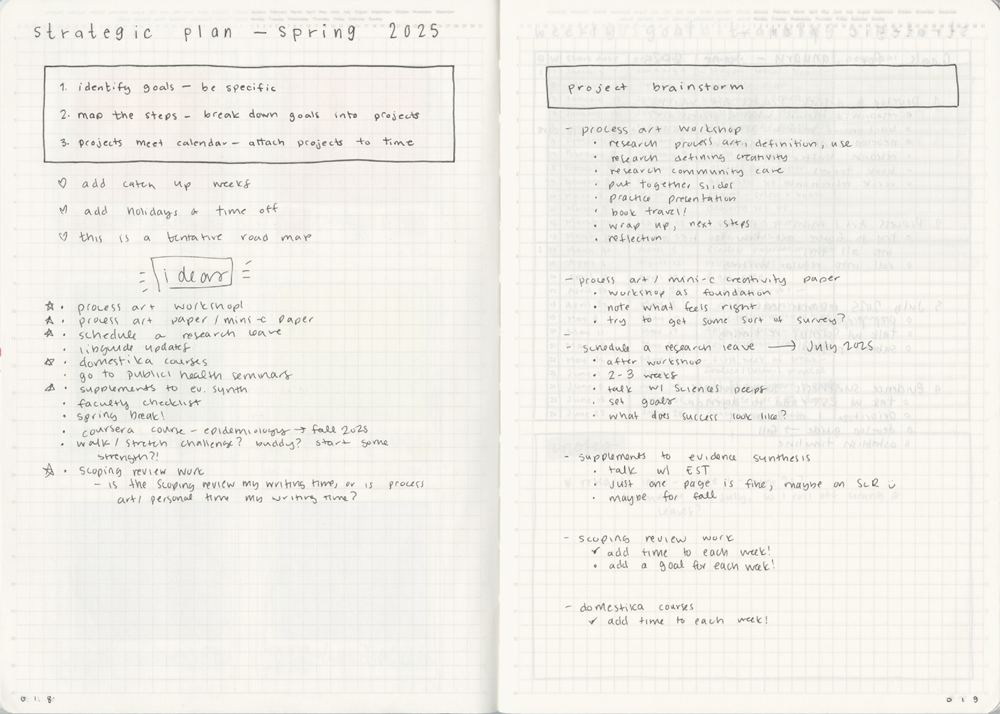 strategic plan — spring 2025
1. identify goals — be specific
2. map the steps — break down goals into projects
3. projects meet calendar — attach projects to time
♡ add catch up weeks
♡ add holidays & time off
♡ this is a tentative road map
ideas
☆ • process art workshop!
☆ • process art paper / mini-c paper
☆ • schedule a research leave
• libguide updates
☆ • domestika courses
• go to public health seminars
☆ • supplements to ev. synth
• faculty checklist
• spring break!
• coursera course – epidemiology → fall 2025
• walk / stretch challenge? buddy? start some
strength?!
☆ • scoping review work
– is the scoping review my writing time, or is process
art / personal time my writing time?
0 1 8
project brainstorm
– process art workshop
• research process art, definition, use
• research defining creativity
• research community care
• put together slides
• practice presentation
• book travel!
• wrap up, next steps
• reflection
– process art / mini-c creativity paper
• workshop as foundation
• note what feels right
• try to get some sort of survey?
–
– schedule a research leave → July 2025
• after workshop
• 2-3 weeks
• talk w/ sciences peeps
• set goals
• what does success look like?
– supplements to evidence synthesis
• talk w/ EST
• just one page is fine, maybe on ScR ü
• maybe for fall
– scoping review work
✓ add time to each week!
• add a goal for each week!
– domestika courses
✓ add time to each week!
0 1 9